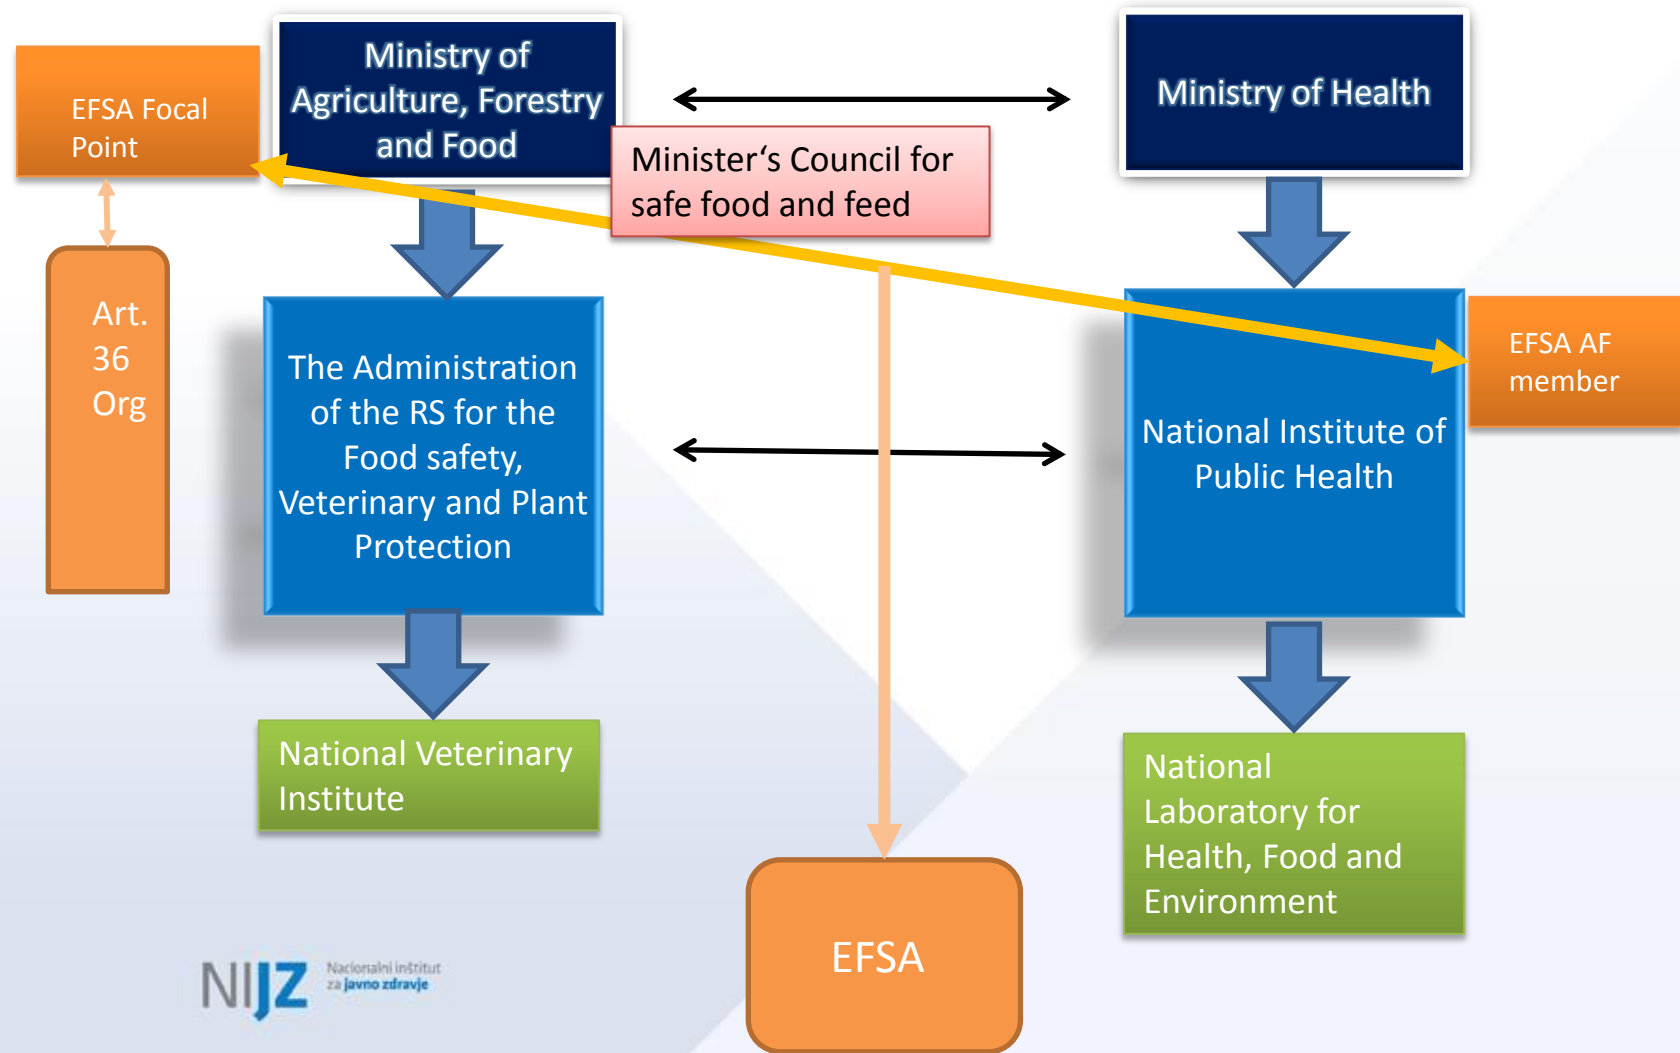 Ministry of
Agriculture, Forestry
and Food
Ministry of Health
EFSA Focal
Point
Minister‘s Council for
safe food and feed
Art.
36
Org
The Administration
of the RS for the
Food safety,
Veterinary and Plant
Protection
National Institute of
Public Health
EFSA AF
member
National Veterinary
Institute
National
Laboratory for
Health, Food and
Environment
EFSA
NIJZ
Nacionalni inštitut
za javno zdravje